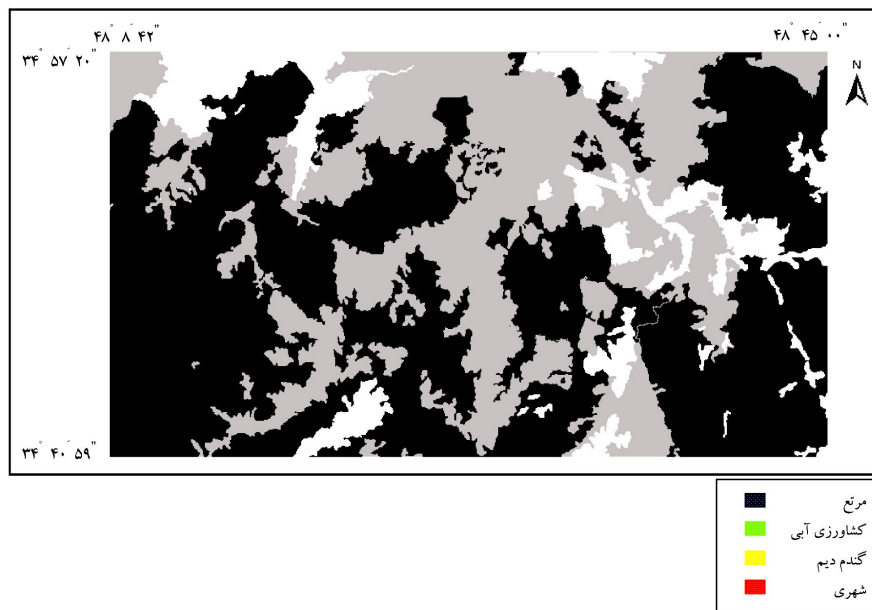 ۴۸° ۸´ ۴۲"
۴۸° ۴۵´ ۰۰"
۳۴° ۵۷´ ۲۰"
N
۳۴° ۴۰´ ۵۹"
مرتع
کشاورزی آبی
گندم دیم
شهری